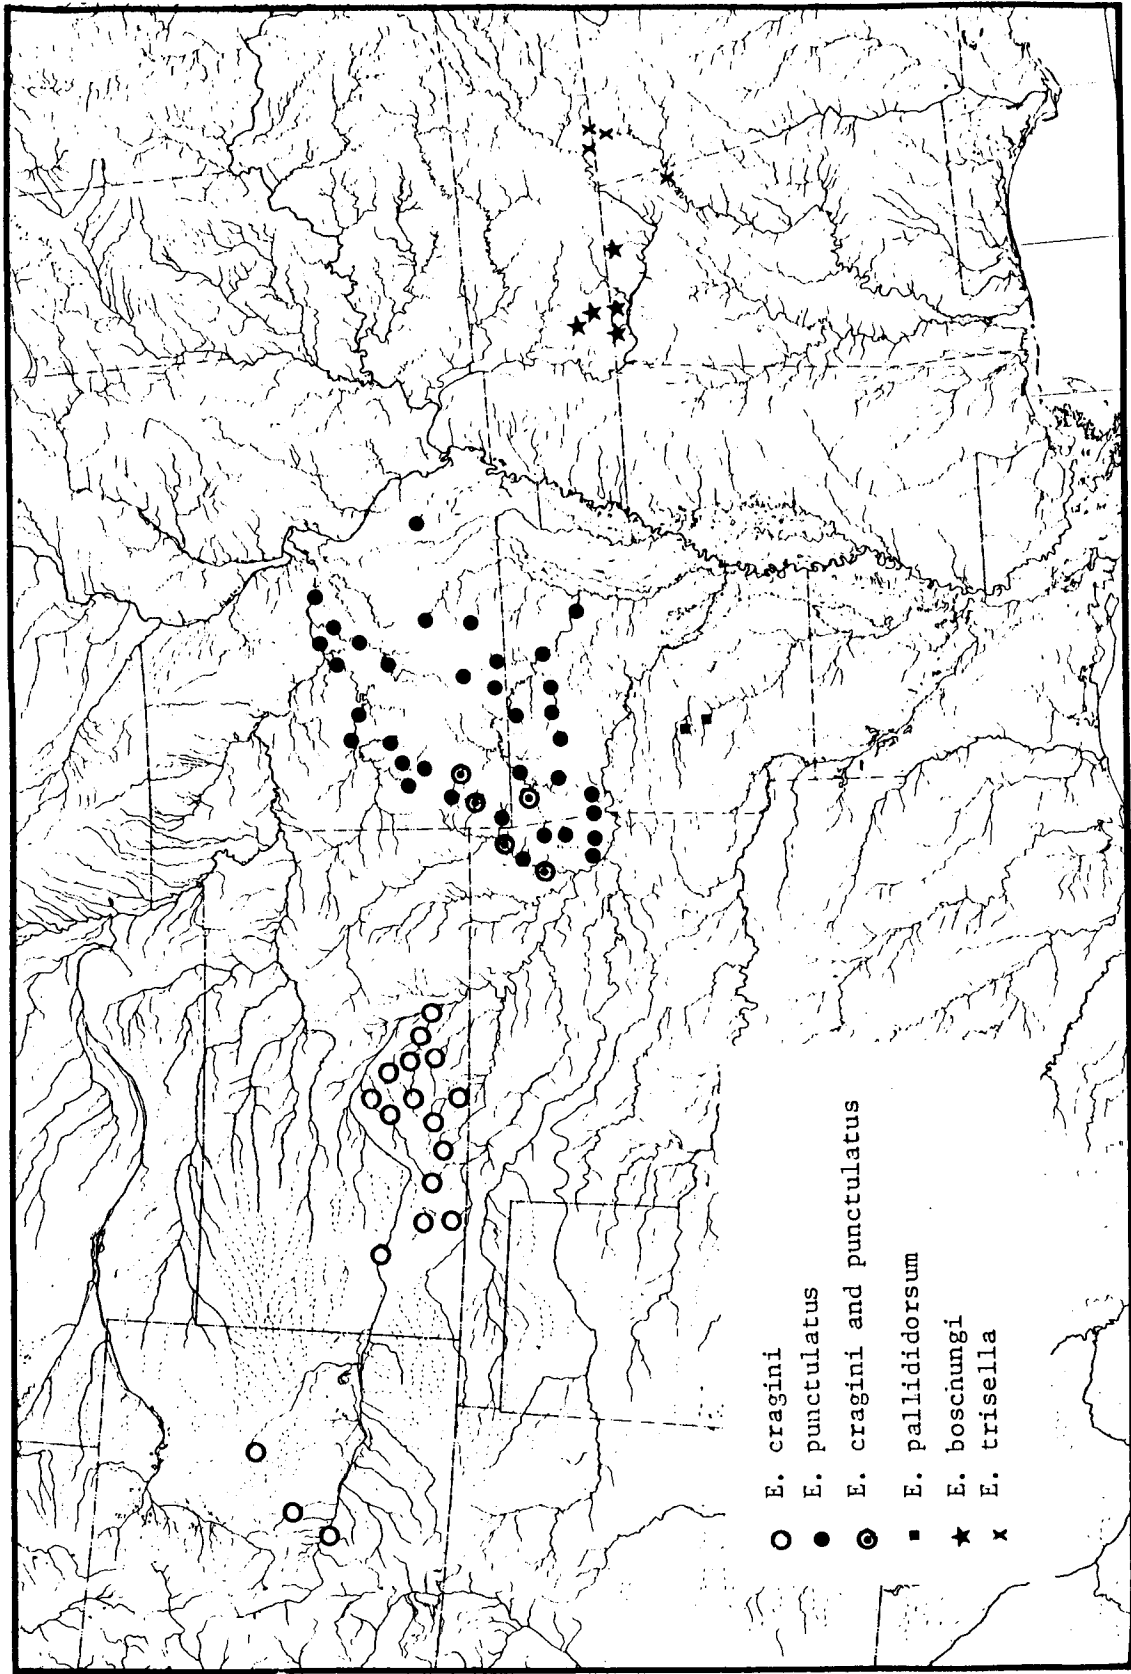 E. cragini
E. punctulatus
E. cragini and punctulatus
E. pallididorsum
E. boschungi
E. trisella